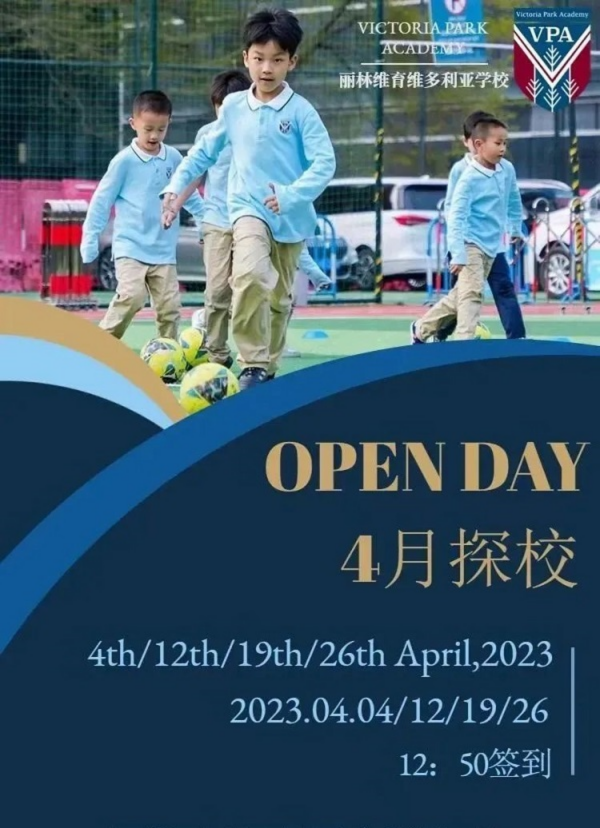 VICTORIA PARK
ACADEMY
丽林维育维多利亚学校
Victoria Park Academy
VPA
OPEN DAY
4月探校
4th/12th/19th/26th April,2023
2023.04.04/12/19/26
12：50签到